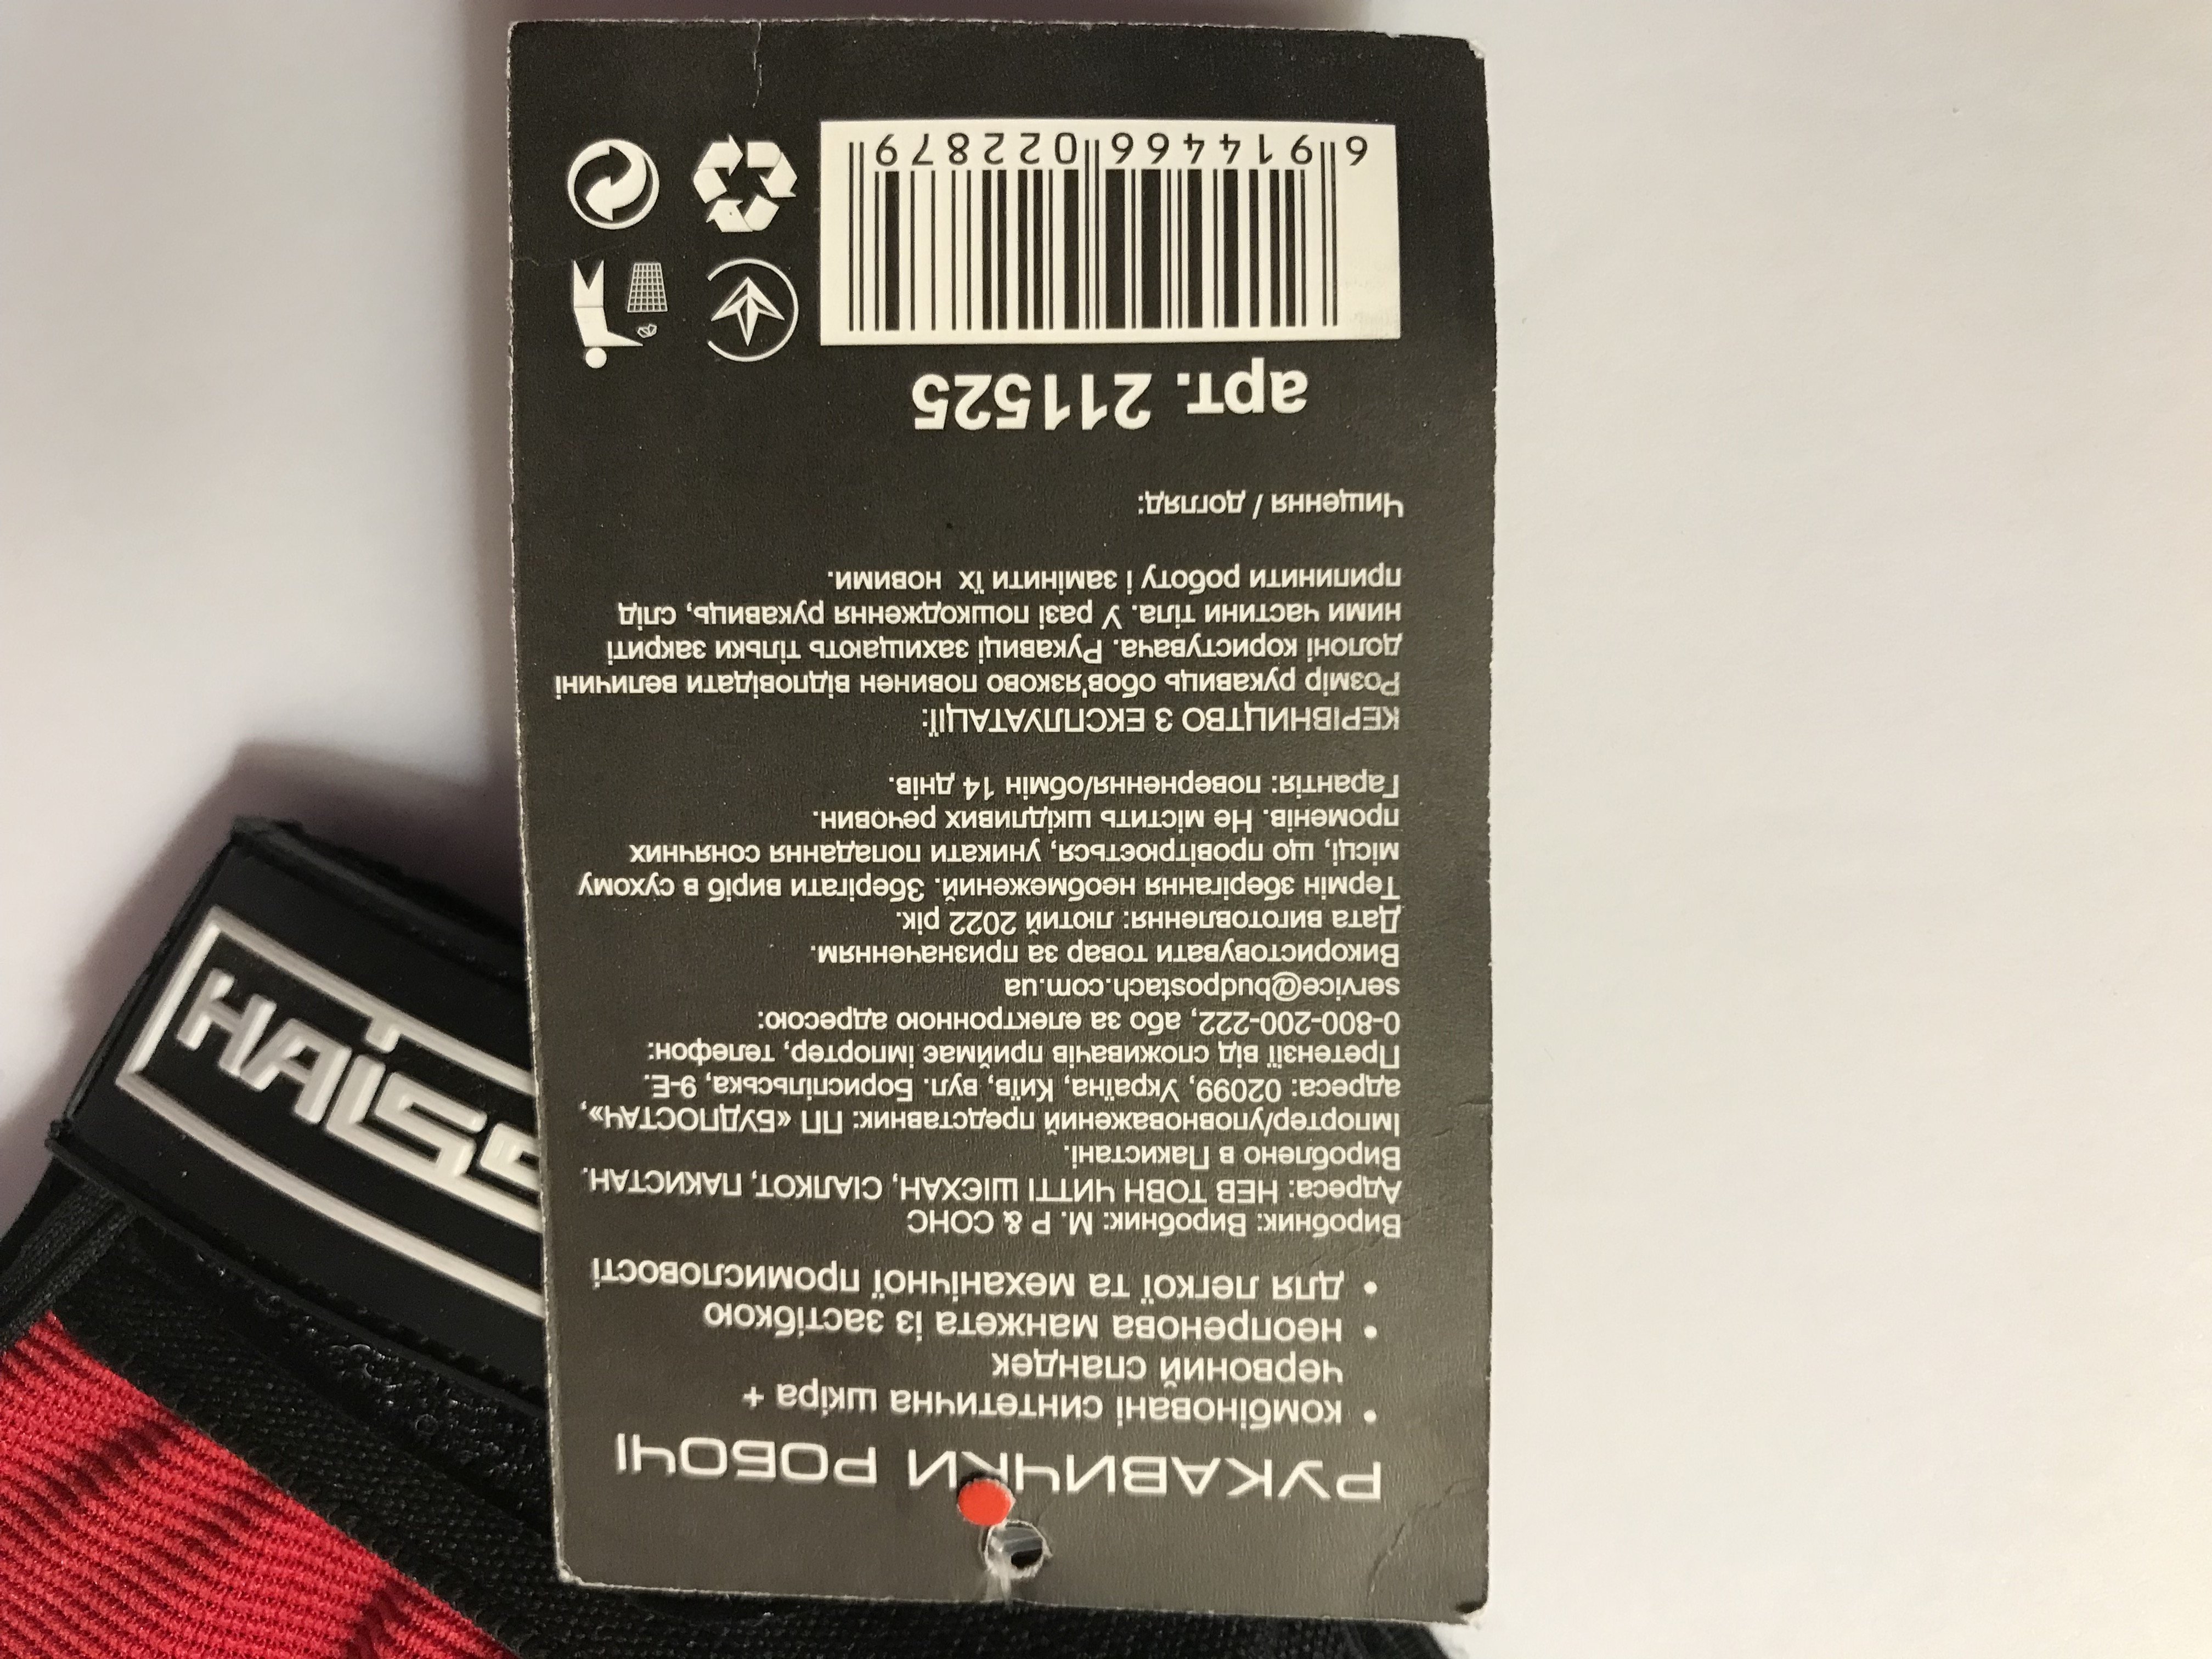 РУКАВИЧКИ РОБОЧІ
• комбіновані синтетична шкіра +
червоний спандек
• неопренова манжета із застібкою
• для легкої та механічної промисловості
Виробник: Виробник: М. Р & СОНС
Адреса: НЕВ ТОВН ЧИТТІ ШІЄХАН, СІАЛКОТ, ПАКИСТАН.
Вироблено в Пакистані.
Імпортер/уповноважений представник: ПП «БУДПОСТАЧ»,
адреса: 02099, Україна, Київ, вул. Бориспільська, 9-Е.
Претензії від споживачів приймає імпортер, телефон:
0-800-200-222, або за електронною адресою:
service@budpostach.com.ua
Використовувати товар за призначенням.
Дата виготовлення: лютий 2022 рік.
Термін зберігання необмежений. Зберігати виріб в сухому
місці, що провітрюється, уникати попадання сонячних
променів. Не містить шкідливих речовин.
Гарантія: повернення/обмін 14 днів.
КЕРІВНИЦТВО З ЕКСПЛУАТАЦІЇ:
Розмір рукавиць обов'язково повинен відповідати величині
долоні користувача. Рукавиці захищають тільки закриті
ними частини тіла. У разі пошкодження рукавиць, слід
припинити роботу і замінити їх новими.
Чищення / догляд:
арт. 211525
6 914466 022879